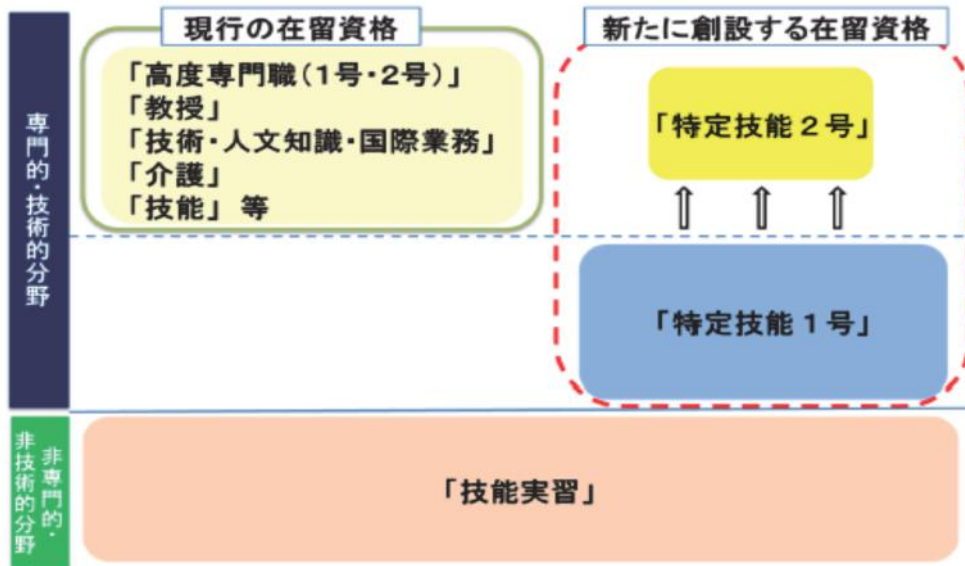 現行の在留資格
「高度専門職(1号・2号)」
「教授」
「技術・人文知識・国際業務」
「介護」
「技能」 等
新たに創設する在留資格
「特定技能2号」
「特定技能1号」
専門的・技術的分野
「技能実習」
非専門的・
非技術的分野